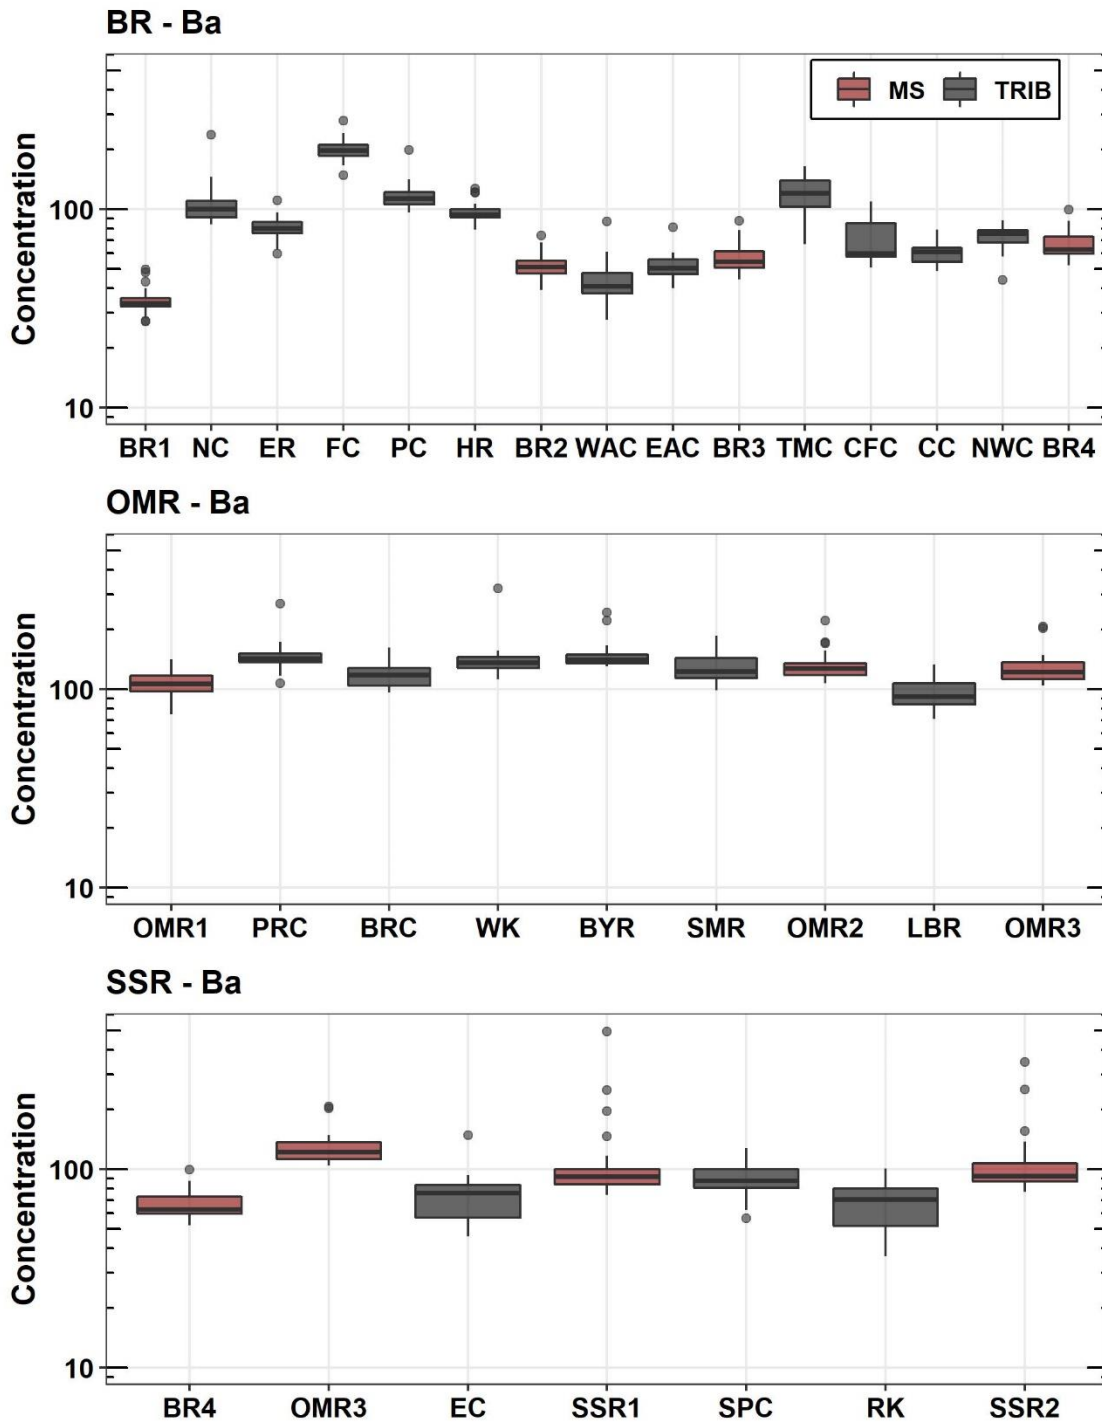 BR - Ba
MS TRIB
Concentration
100
10
BR1 NC ER FC PC HR BR2 WAC EAC BR3 TMC CFC CC NWC BR4
OMR - Ba
Concentration
100
10
OMR1 PRC BRC WK BYR SMR OMR2 LBR OMR3
SSR - Ba
Concentration
100
10
BR4 OMR3 EC SSR1 SPC RK SSR2